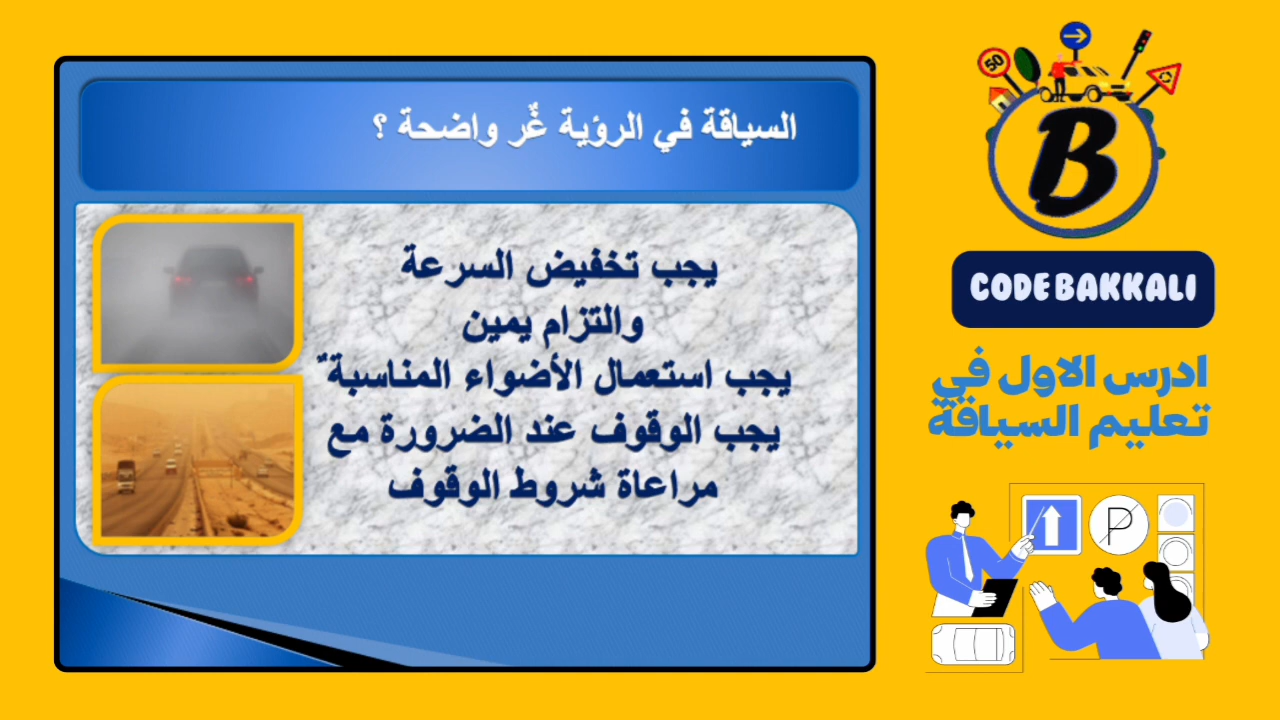 السياقة في الرؤية غٌر واضحة ؟
يجب تخفيض السرعة
والتزام يمين
يجب استعمال الأضواء المناسبة ٌ
يجب الوقوف عند الضرورة مع
مراعاة شروط الوقوف
50
B
CODE BAKKALI
ادرس الاول في
تعليم السياقة
P